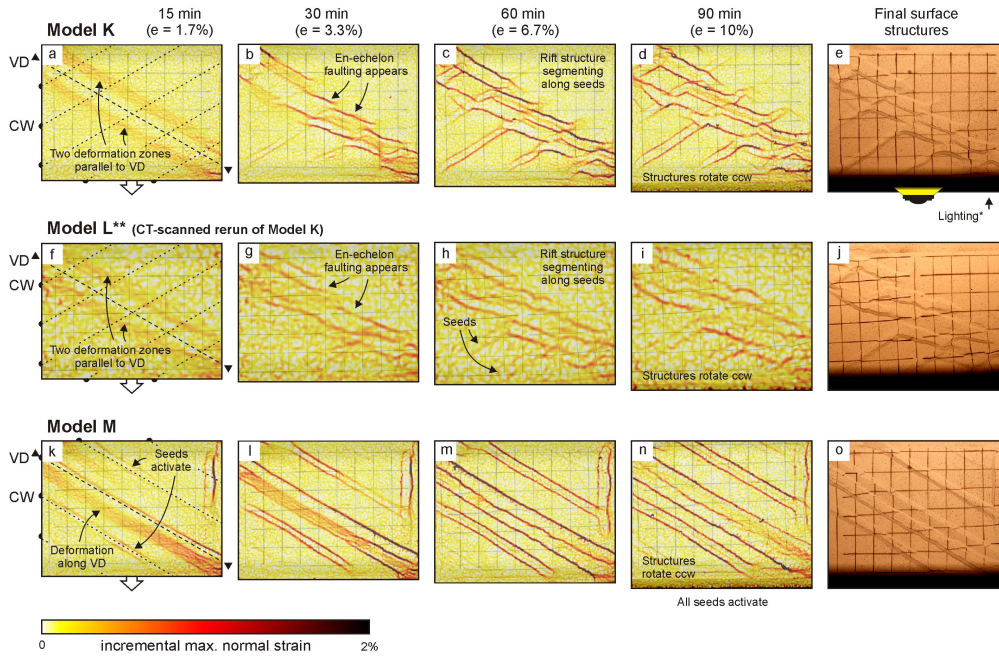 15 min
30 min
60 min
90 min
Final surface
Model K
(e = 1.7%)
(e = 3.3%)
(e = 6.7%)
(e = 10%)
structures
VD
CW
a
Two deformation zones
parallel to VD
b
En-echelon
faulting appears
c
Rift structure
segmenting
along seeds
d
Structures rotate ccw
e
Lighting*
Model L** (CT-scanned rerun of Model K)
VD
CW
f
Two deformation zones
parallel to VD
g
En-echelon
faulting appears
h
Rift structure
segmenting
along seeds
Seeds
i
Structures rotate ccw
j
Model M
VD
CW
k
Seeds
activate
Deformation
along VD
l
m
n
Structures
rotate ccw
All seeds activate
o
0
incremental max. normal strain
2%